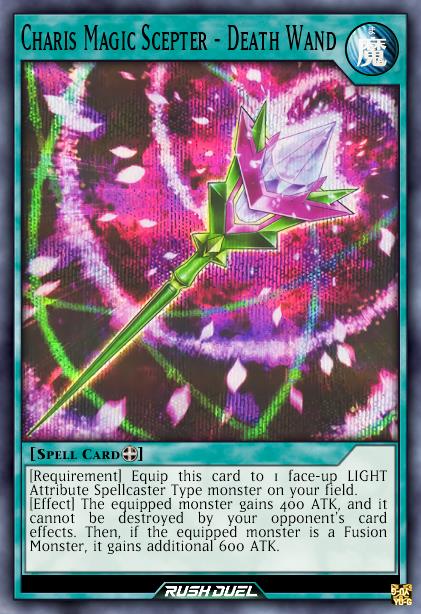 Charis Magic Scepter - Death Wand
ま
魔
[Spell Card]
[Requirement] Equip this card to 1 face-up LIGHT
Attribute Spellcaster Type monster on your field.
[Effect] The equipped monster gains 400 ATK, and it
cannot be destroyed by your opponent's card
effects. Then, if the equipped monster is a Fusion
Monster, it gains additional 600 ATK.
RUSH DUEL